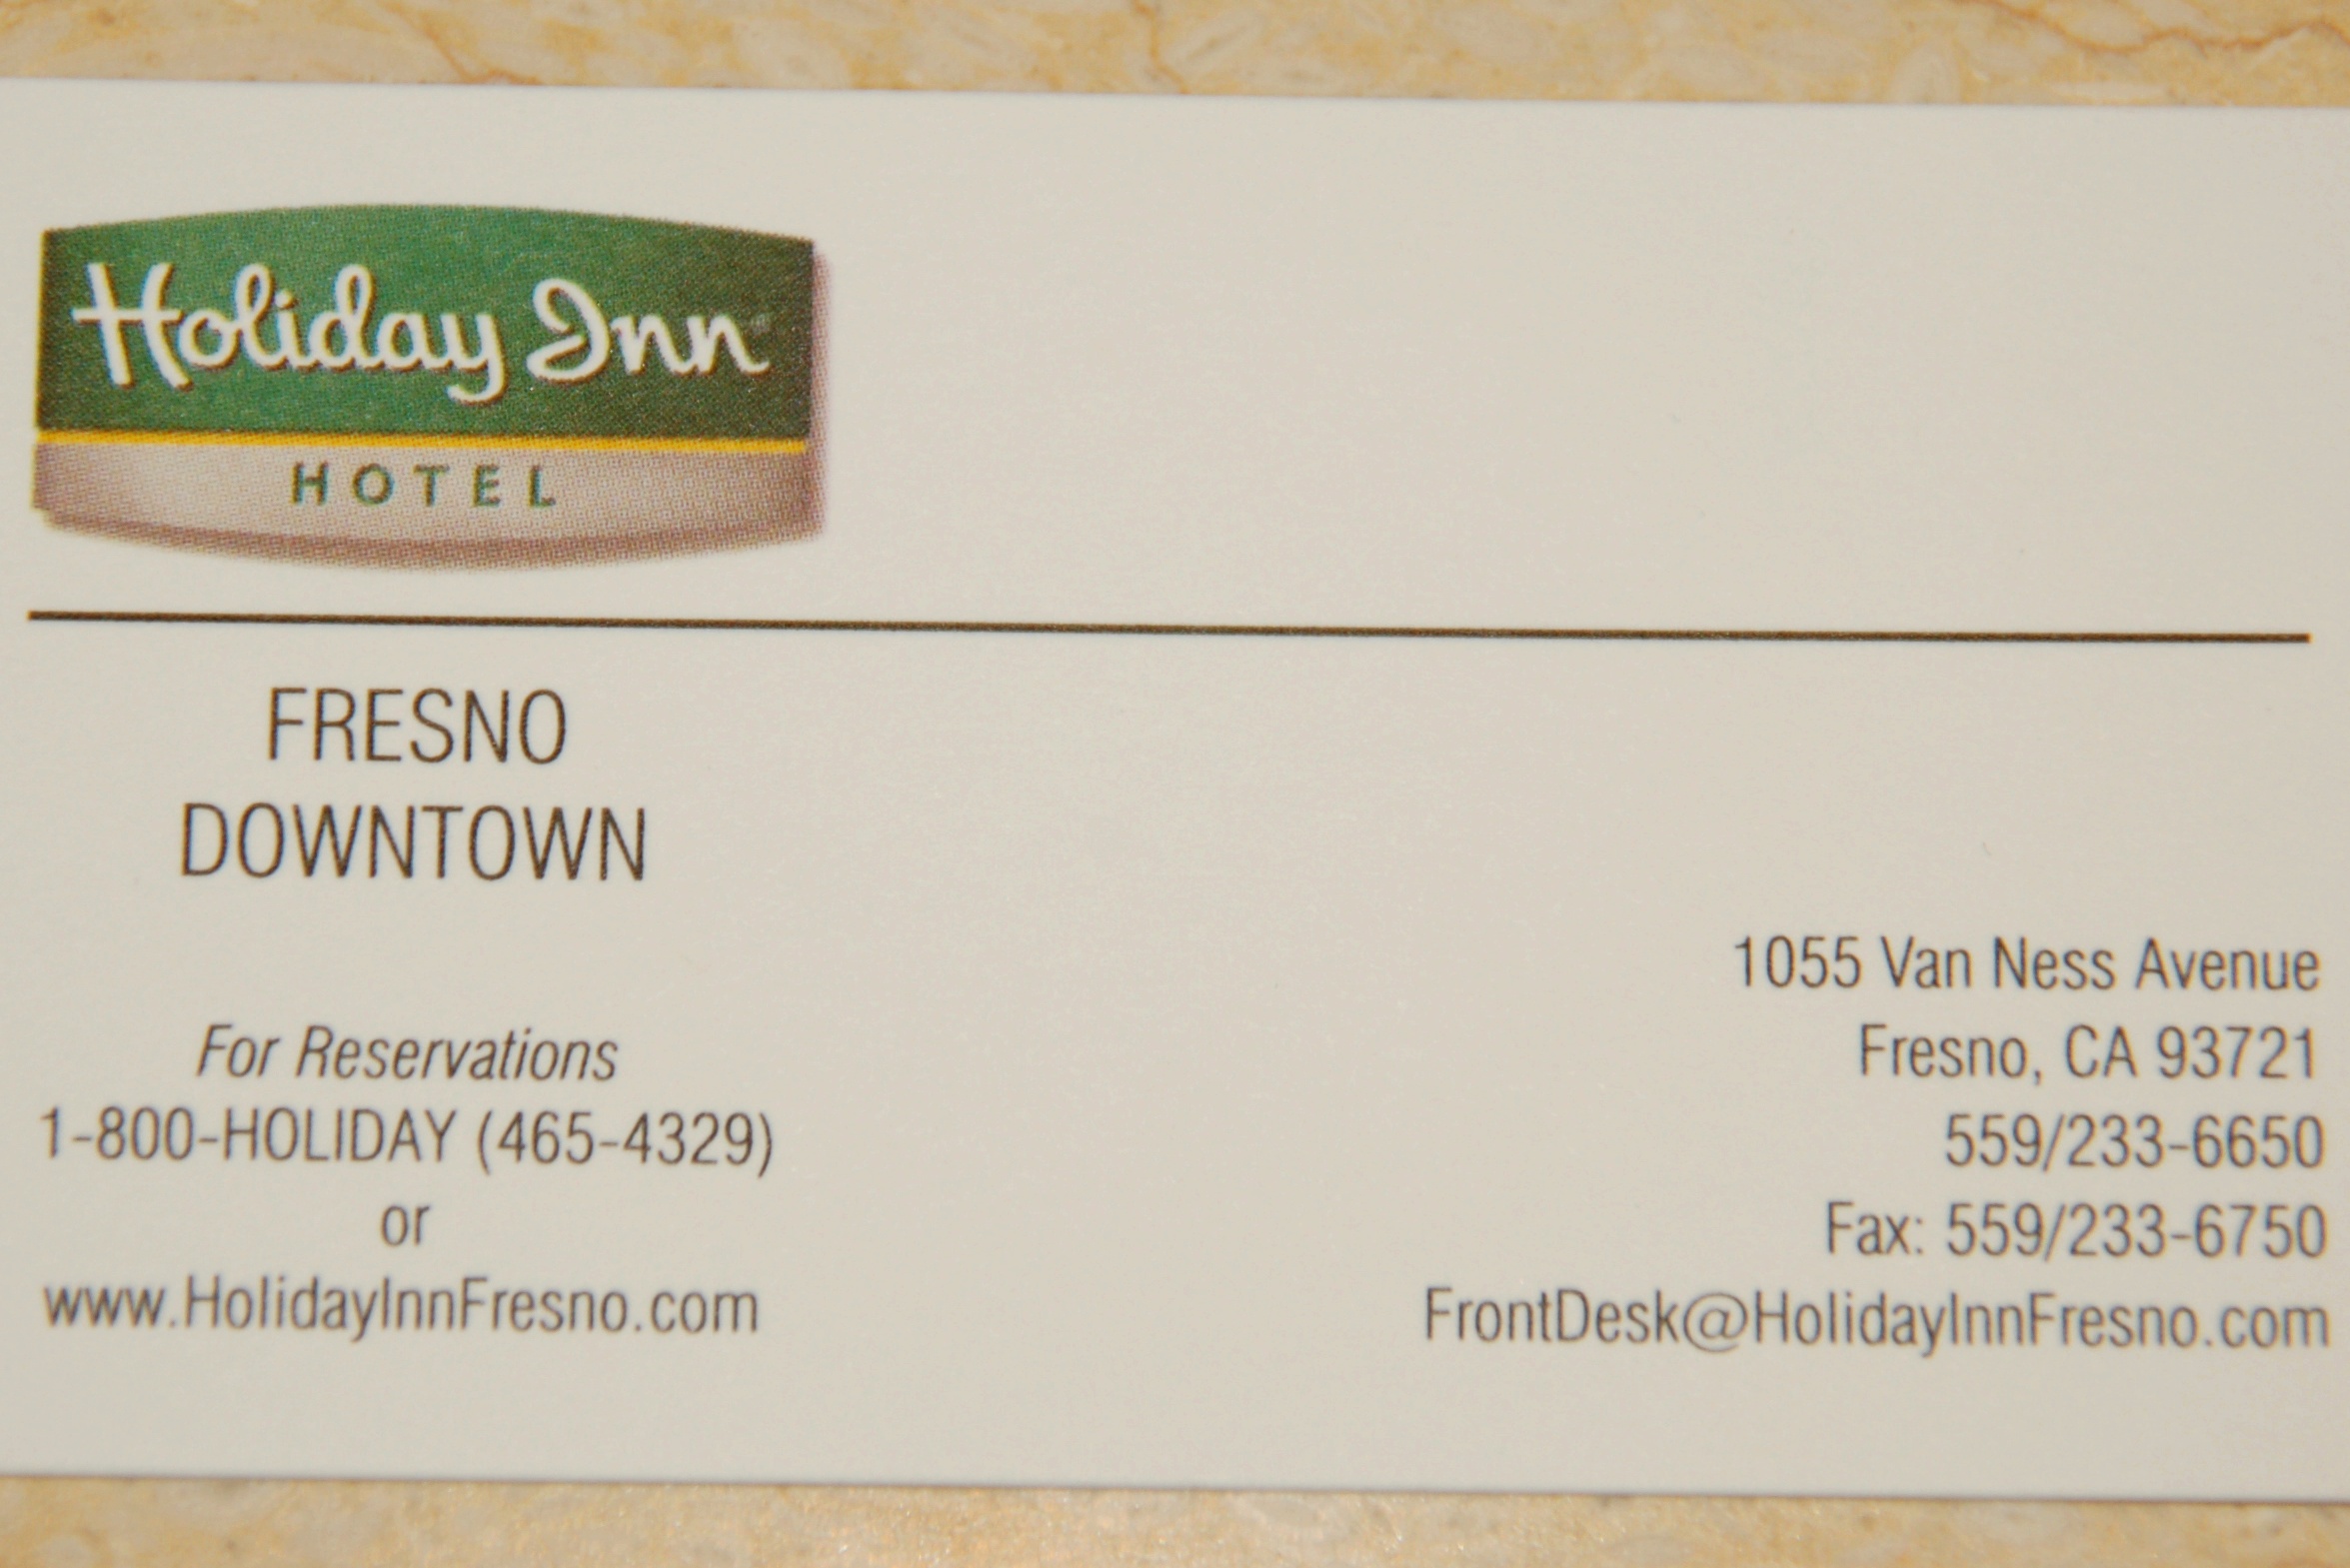 Holiday Inn
HOTEL
FRESNO
DOWNTOWN
For Reservations
1-800-HOLIDAY (465-4329)
or
www.HolidayInnFresno.com
1055 Van Ness Avenue
Fresno, CA 93721
559/233-6650
Fax: 559/233-6750
FrontDesk@HolidayInnFresno.com